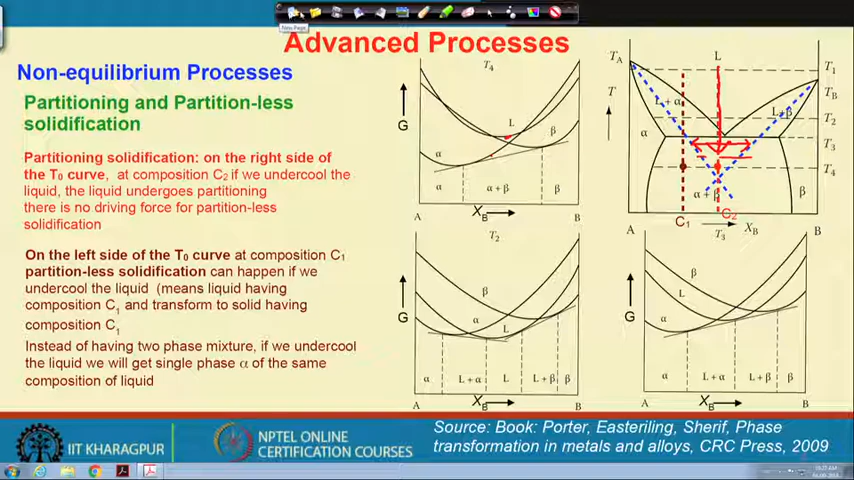 New Page
Advanced Processes
Non-equilibrium Processes
Partitioning and Partition-less
solidification
Partitioning solidification: on the right side of
the T0 curve, at composition C2 if we undercool the
liquid, the liquid undergoes partitioning
there is no driving force for partition-less
solidification
On the left side of the T0 curve at composition C1
partition-less solidification can happen if we
undercool the liquid (means liquid having
composition C1 and transform to solid having
composition C1
Instead of having two phase mixture, if we undercool
the liquid we will get single phase α of the same
composition of liquid
T4
G
L
β
α
α
α + β
β
A
XB
B
TA
L
T1
T
L + α
L + β
TB
T2
α
T3
T4
α + β
β
C1
C2
A
T3
XB
B
T2
G
β
α
L
α
L + α
L
L + β
β
A
XB
B
G
β
L
α
α
L + α
L + β
β
A
XB
B
IIT KHARAGPUR
NPTEL ONLINE
CERTIFICATION COURSES
Source: Book: Porter, Easteriling, Sherif, Phase
transformation in metals and alloys, CRC Press, 2009